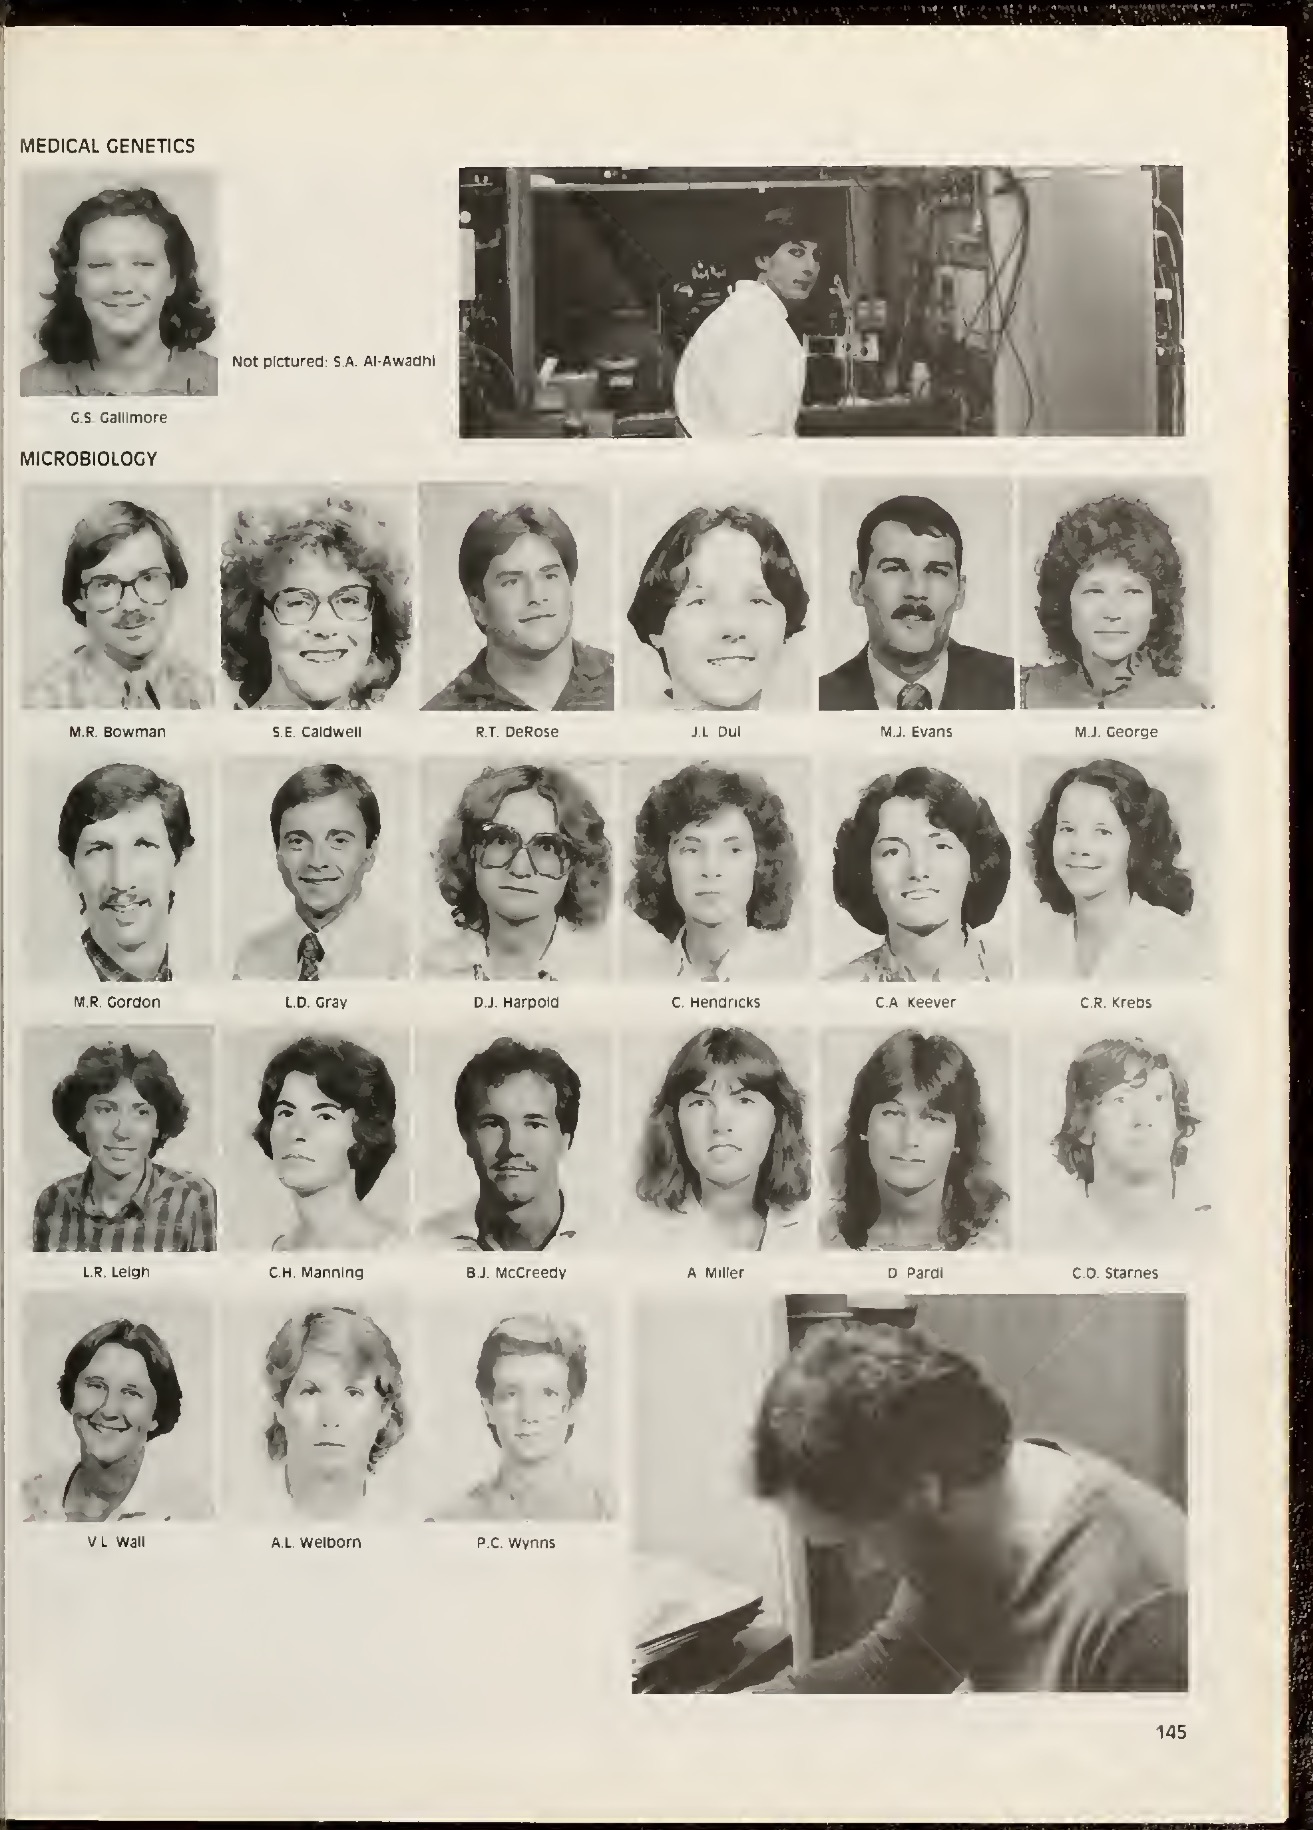 MEDICAL GENETICS
Not pictured: S.A. Al-Awadhi
G.S. Gallimore
MICROBIOLOGY
M.R. Bowman
S.E. Caldwell
R.T. DeRose
J.L. Dul
M.J. Evans
M.J. George
M.R. Gordon
L.D. Gray
D.J. Harpold
C. Hendricks
C.A. Keever
C.R. Krebs
L.R. Leigh
C.H. Manning
B.J. McCreedy
A. Miller
D. Pardi
C.D. Starnes
V.L. Wall
A.L. Welborn
P.C. Wynns
145